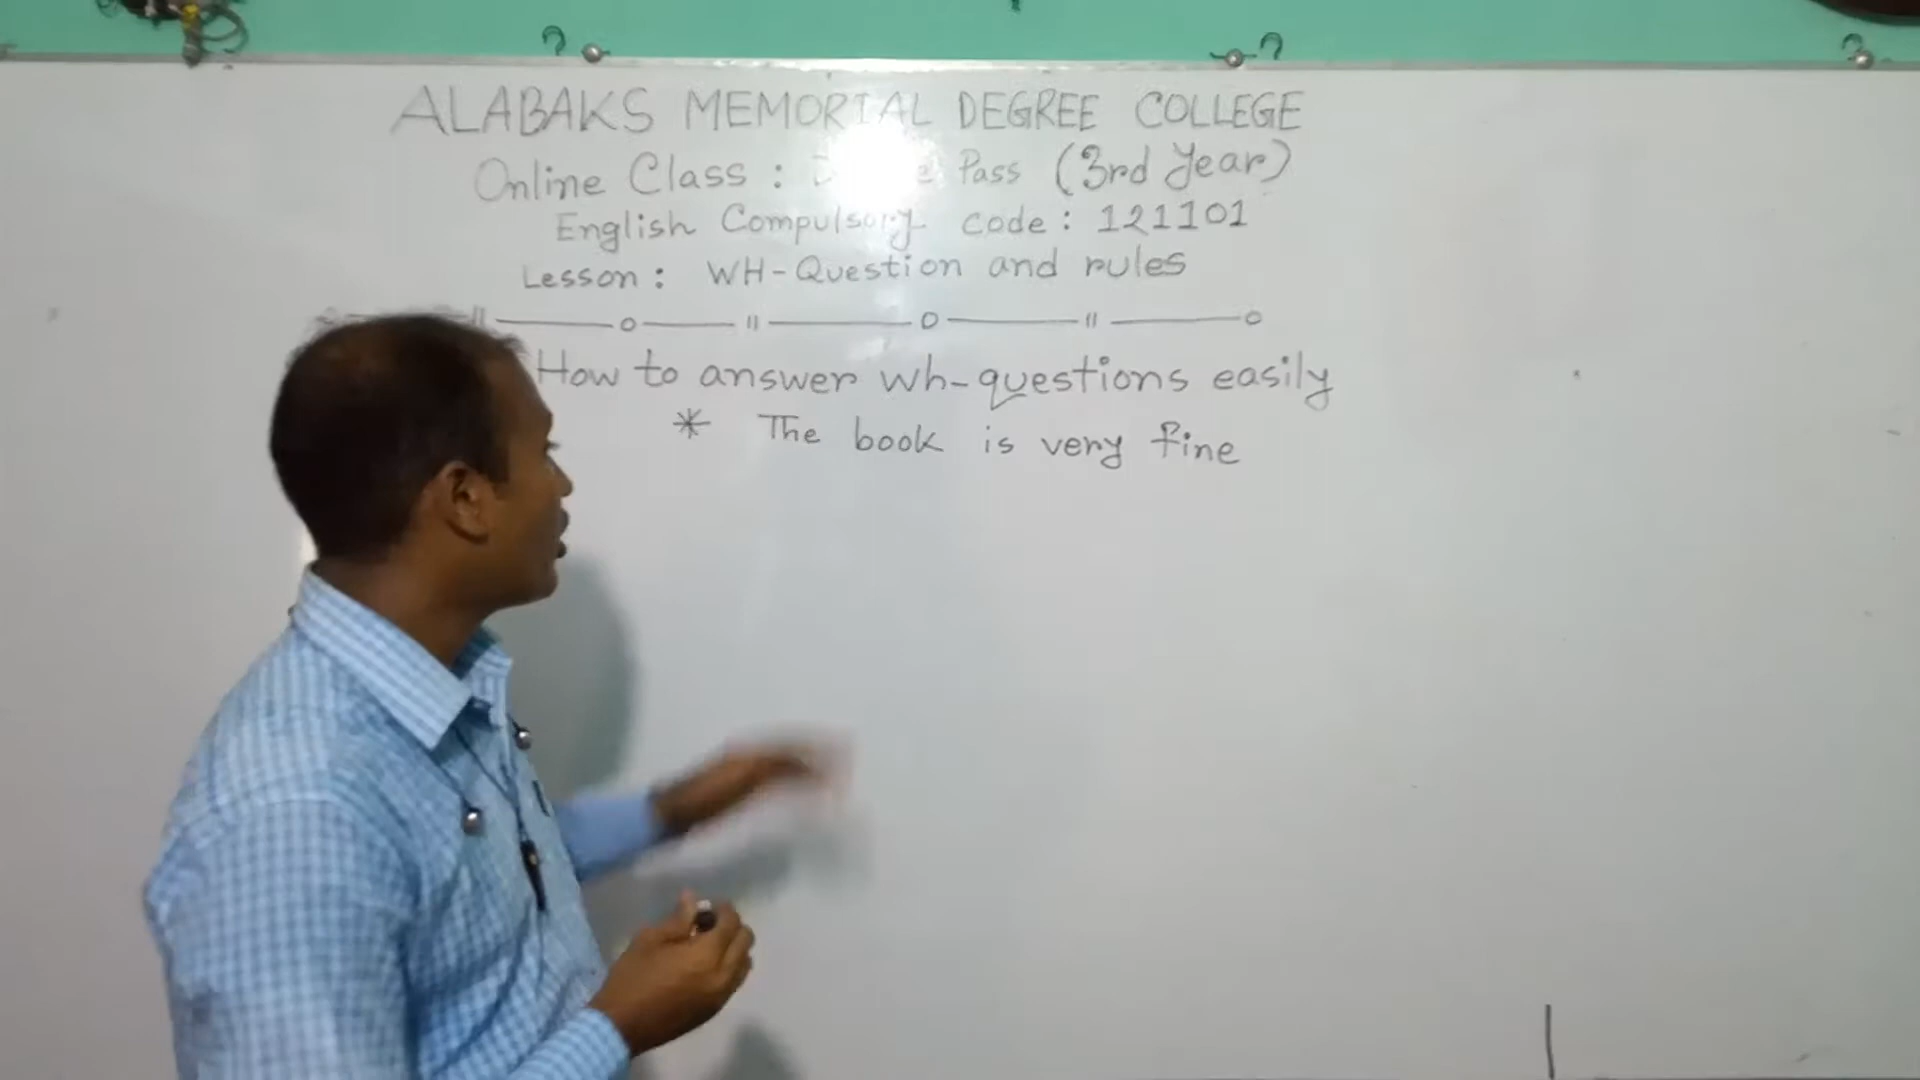 ALABAKS MEMORIAL DEGREE COLLEGE
Online Class : Pass (3rd Year)
English Compulsory code : 121101
Lesson : WH-Question and rules
How to answer wh-questions easily
* The book is very fine